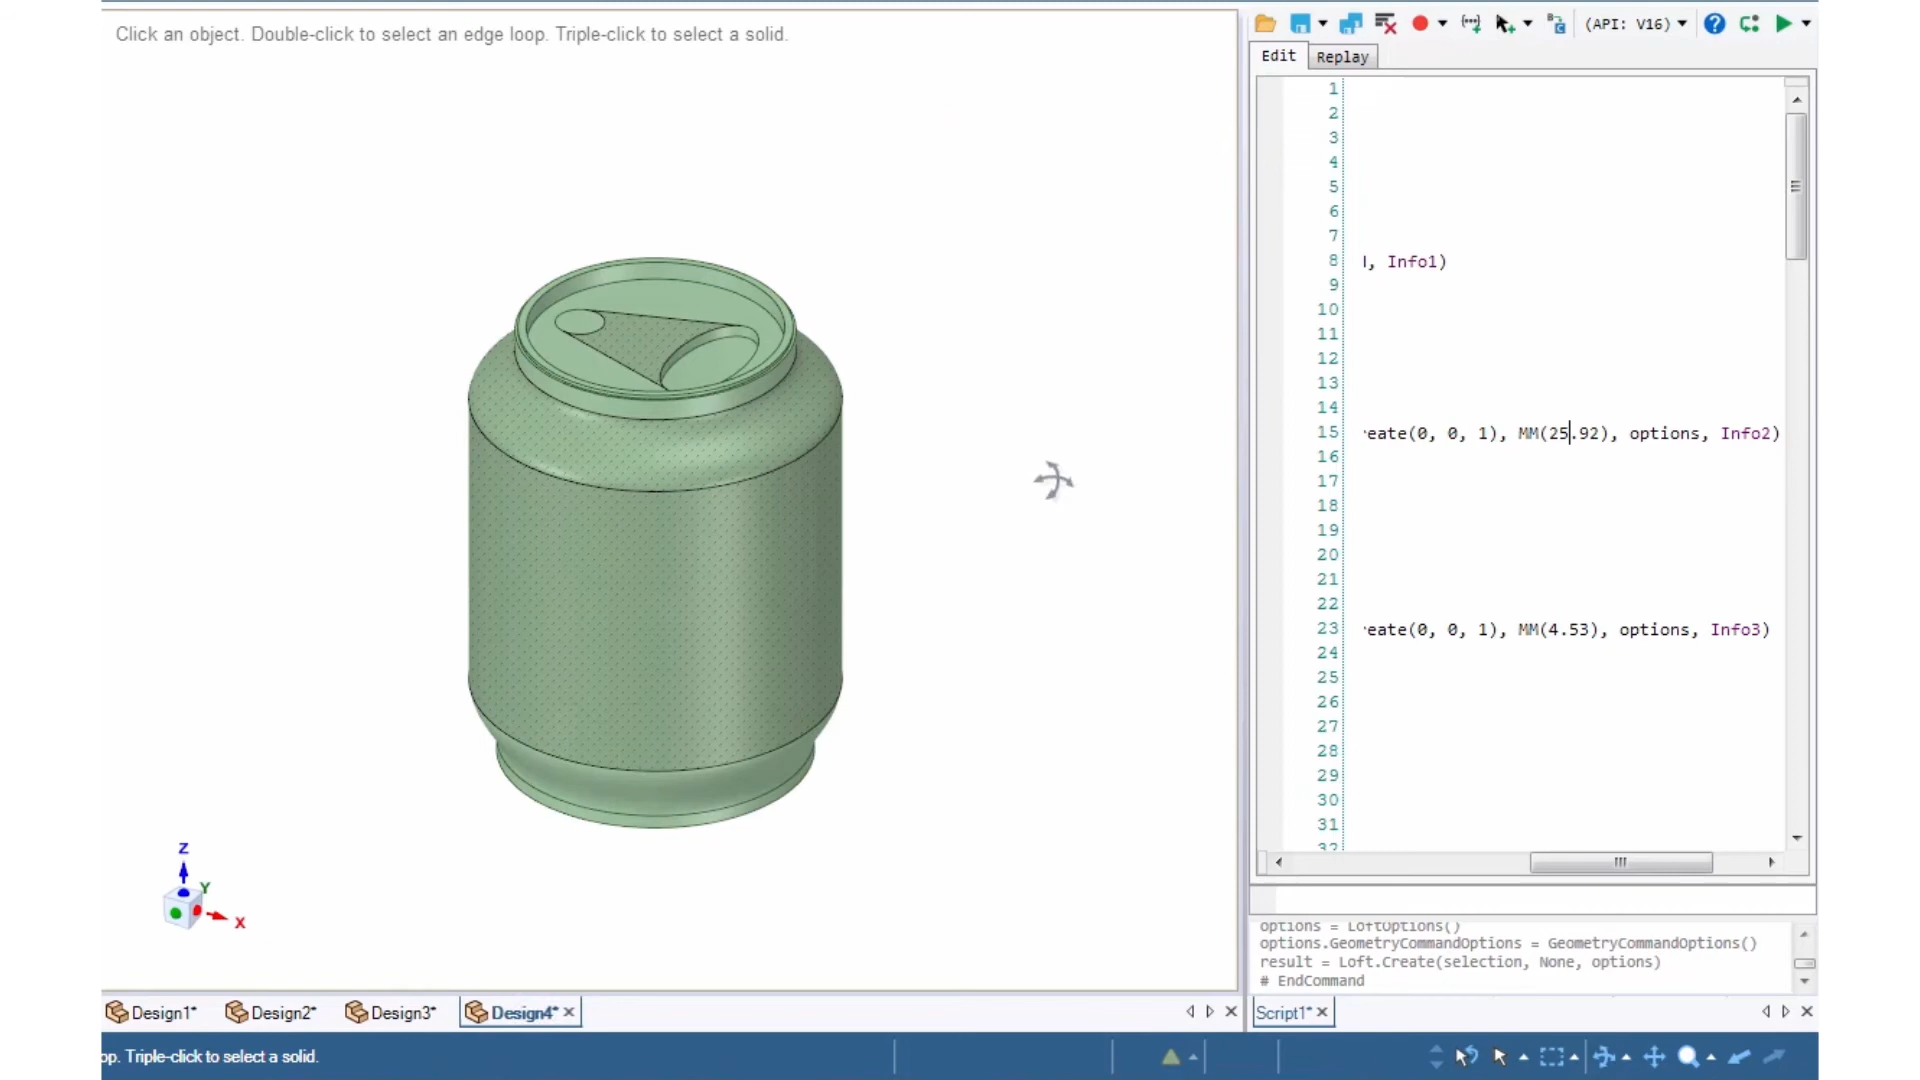 Click an object. Double-click to select an edge loop. Triple-click to select a solid.
(API: V16)
Edit Replay
1
2
3
4
5
6
7
8 , Info1)
9
10
11
12
13
14
15 eate(0, 0, 1), MM(25.92), options, Info2)
16
17
18
19
20
21
22
23 eate(0, 0, 1), MM(4.53), options, Info3)
24
25
26
27
28
29
30
31
32
options = LoftOptions()
options.GeometryCommandOptions = GeometryCommandOptions()
result = Loft.Create(selection, None, options)
# EndCommand
Z
Y
X
Design1* Design2* Design3* Design4* Script1*
op. Triple-click to select a solid.